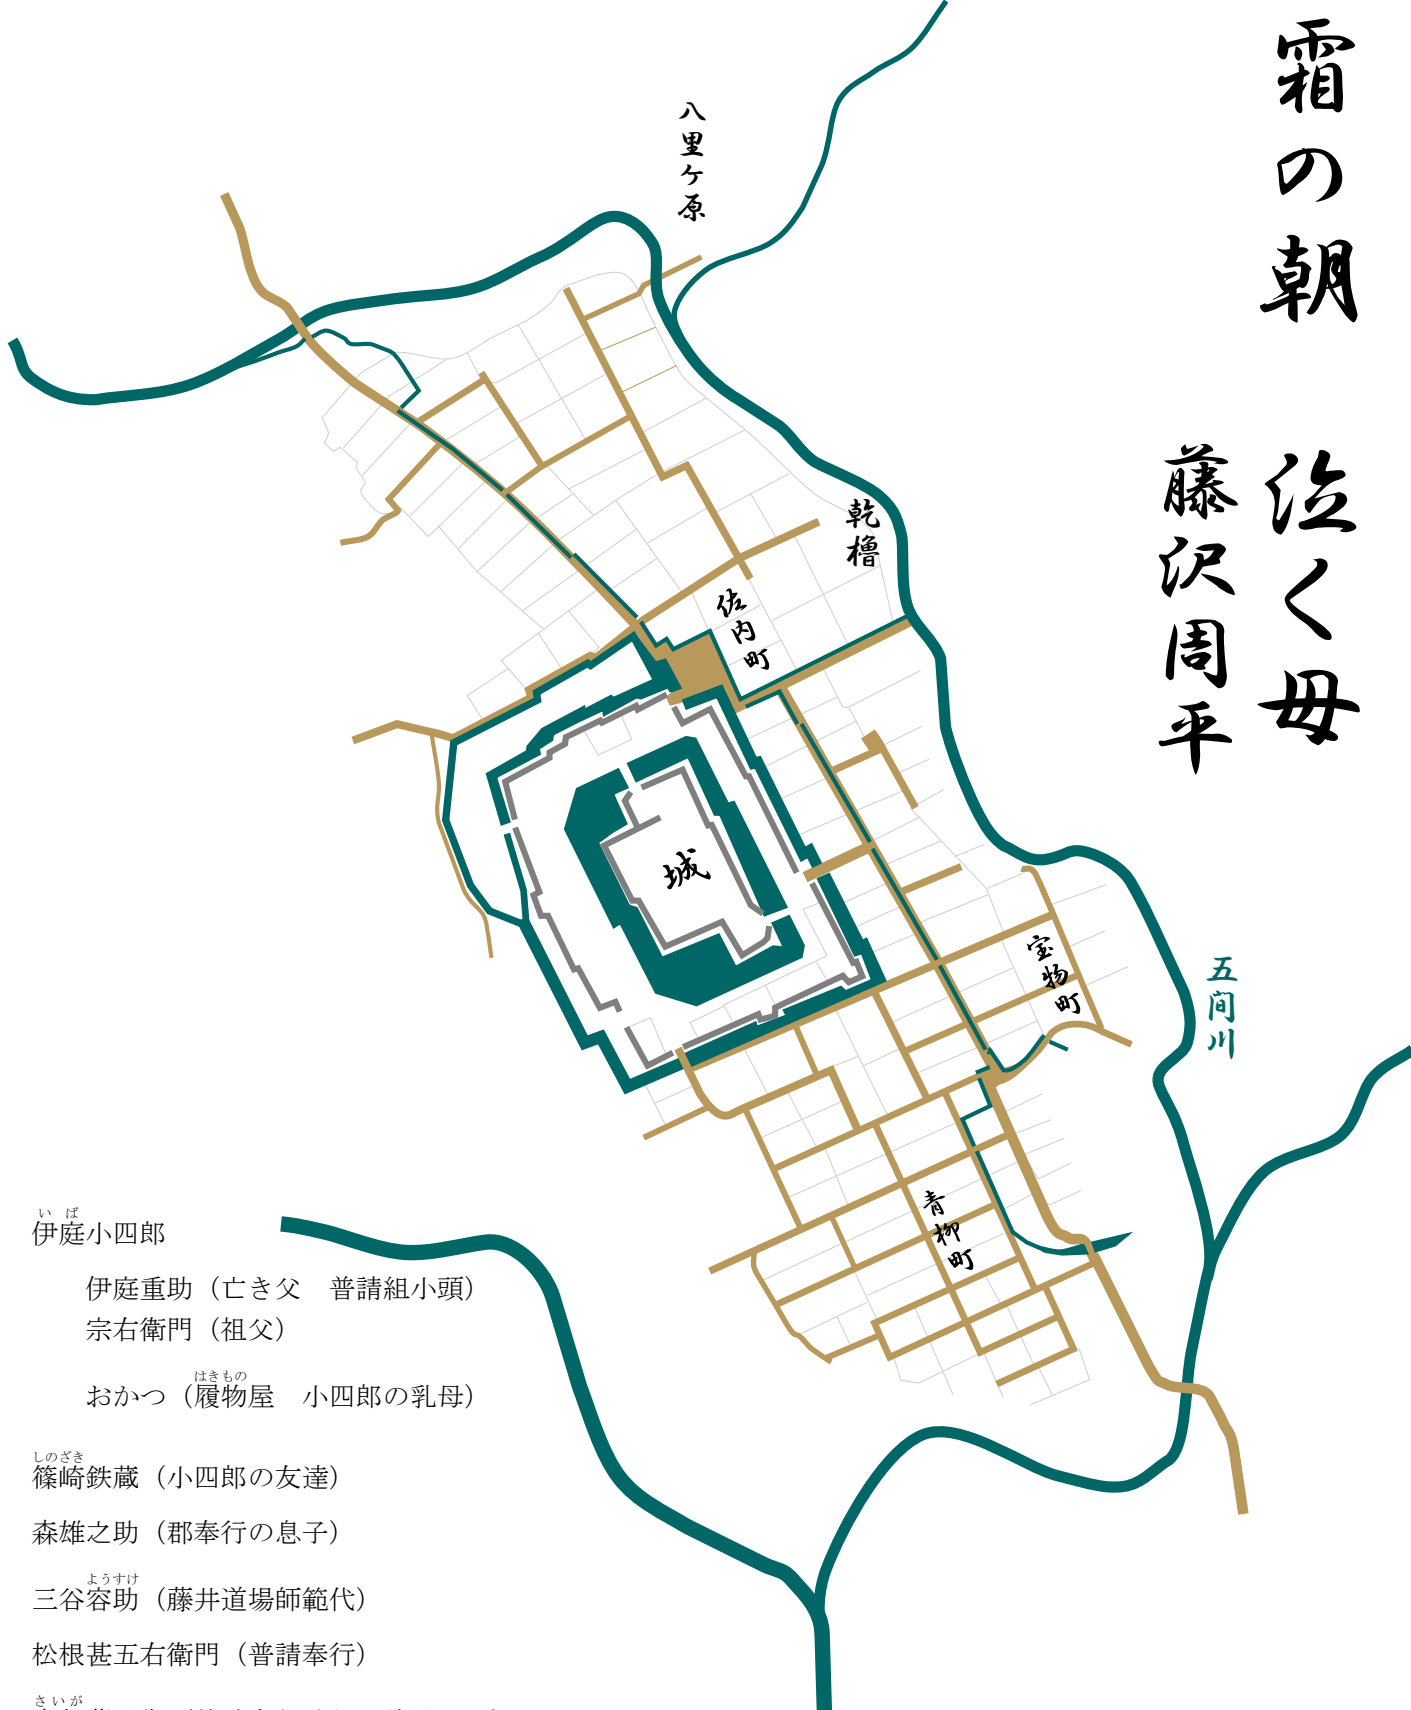 霜の朝
泣く母
藤沢周平
八里ケ原
乾櫓
佐内町
城
宝物町
五间川
青柳町
いば
伊庭小四郎
伊庭重助（亡き父　普請組小頭）
宗右衛門（祖父）
はきもの
おかつ（履物屋　小四郎の乳母）
しのざき
篠崎鉄蔵（小四郎の友達）
森雄之助（郡奉行の息子）
ようすけ
三谷容助（藤井道場師範代）
松根甚五右衛門（普請奉行）
さいが